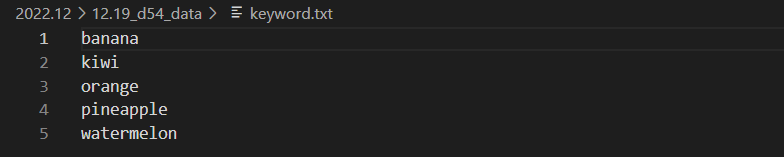 2022.12 > 12.19_d54_data > keyword.txt
1 banana
2 kiwi
3 orange
4 pineapple
5 watermelon